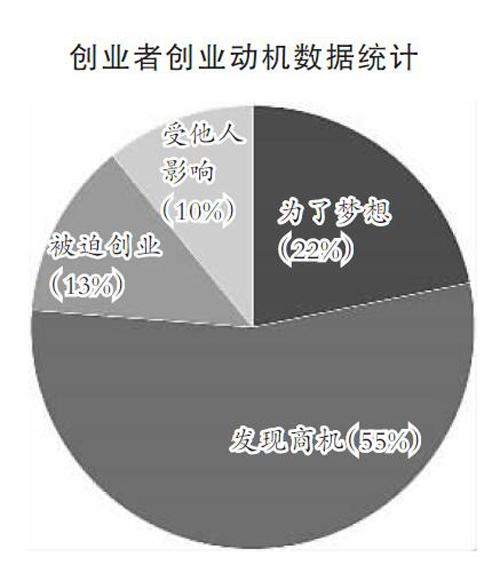 创业者创业动机数据统计
受他人
影响
(10%)
为了梦想
(22%)
被迫创业
(13%)
发现商机(55%)